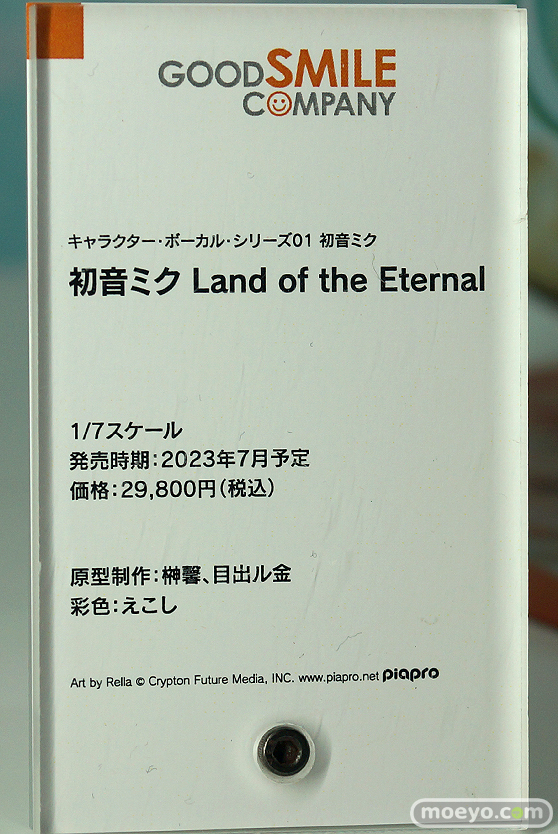 GOODSMILE
COMPANY
キャラクター・ボーカル・シリーズ01 初音ミク
初音ミク Land of the Eternal
1/7スケール
発売時期：2023年7月予定
価格：29,800円（税込）
原型制作：榊馨、目出ル金
彩色：えこし
Art by Rella © Crypton Future Media, INC. www.piapro.net piapro
moeyo.com